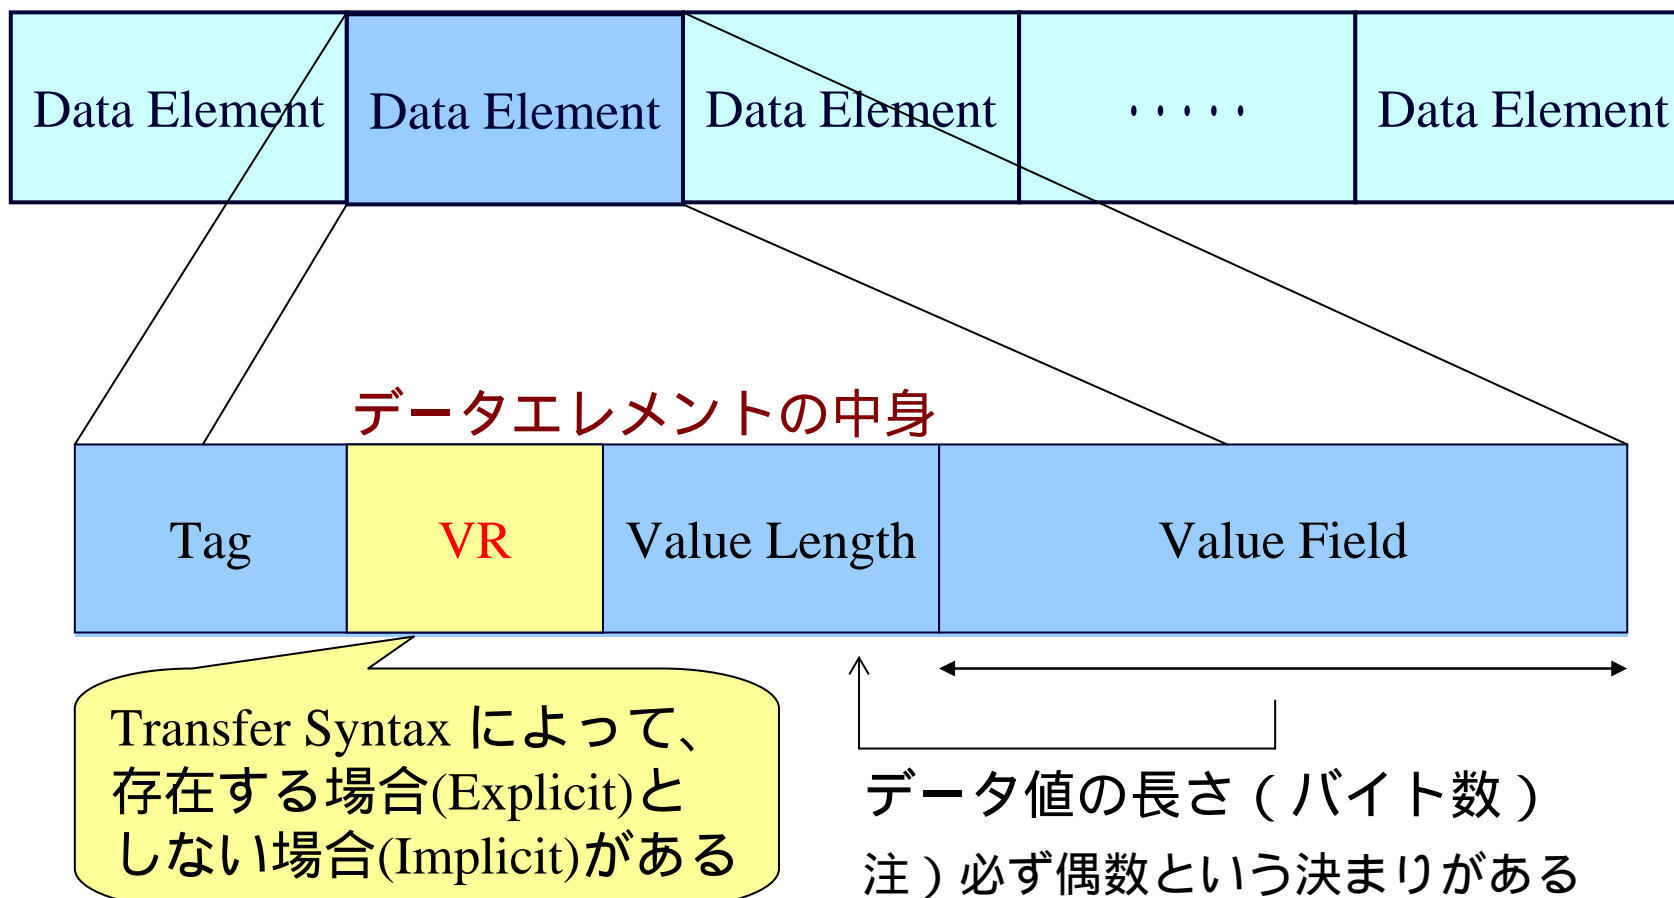 Data Element Data Element Data Element ・・・・・ Data Element
データエレメントの中身
Tag VR Value Length Value Field
Transfer Syntax によって、
存在する場合(Explicit)と
しない場合(Implicit)がある
データ値の長さ（バイト数）
注）必ず偶数という決まりがある